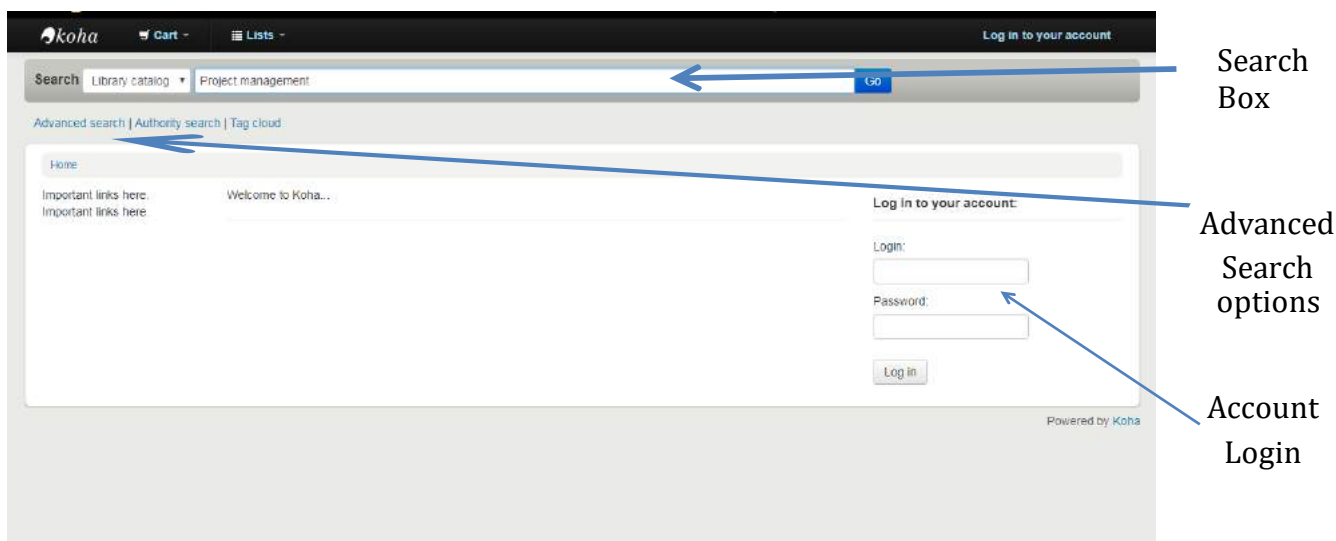 koha Cart Lists Log in to your account
Search Library catalog Project management Go
Advanced search | Authority search | Tag cloud
Home
Important links here.
Important links here.
Welcome to Koha...
Log in to your account:
Login:
Password:
Log in
Powered by Koha
Search
Box
Advanced
Search
options
Account
Login